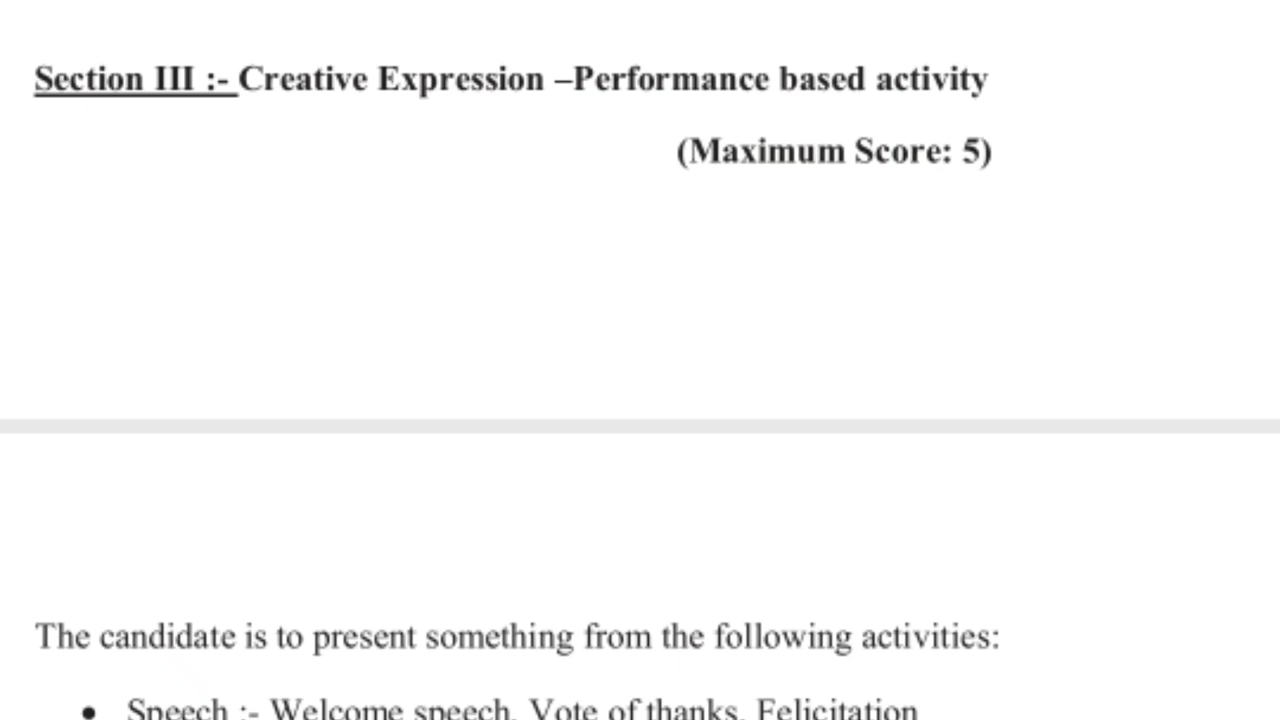 Section III :- Creative Expression –Performance based activity
(Maximum Score: 5)
The candidate is to present something from the following activities:
• Speech :- Welcome speech, Vote of thanks, Felicitation